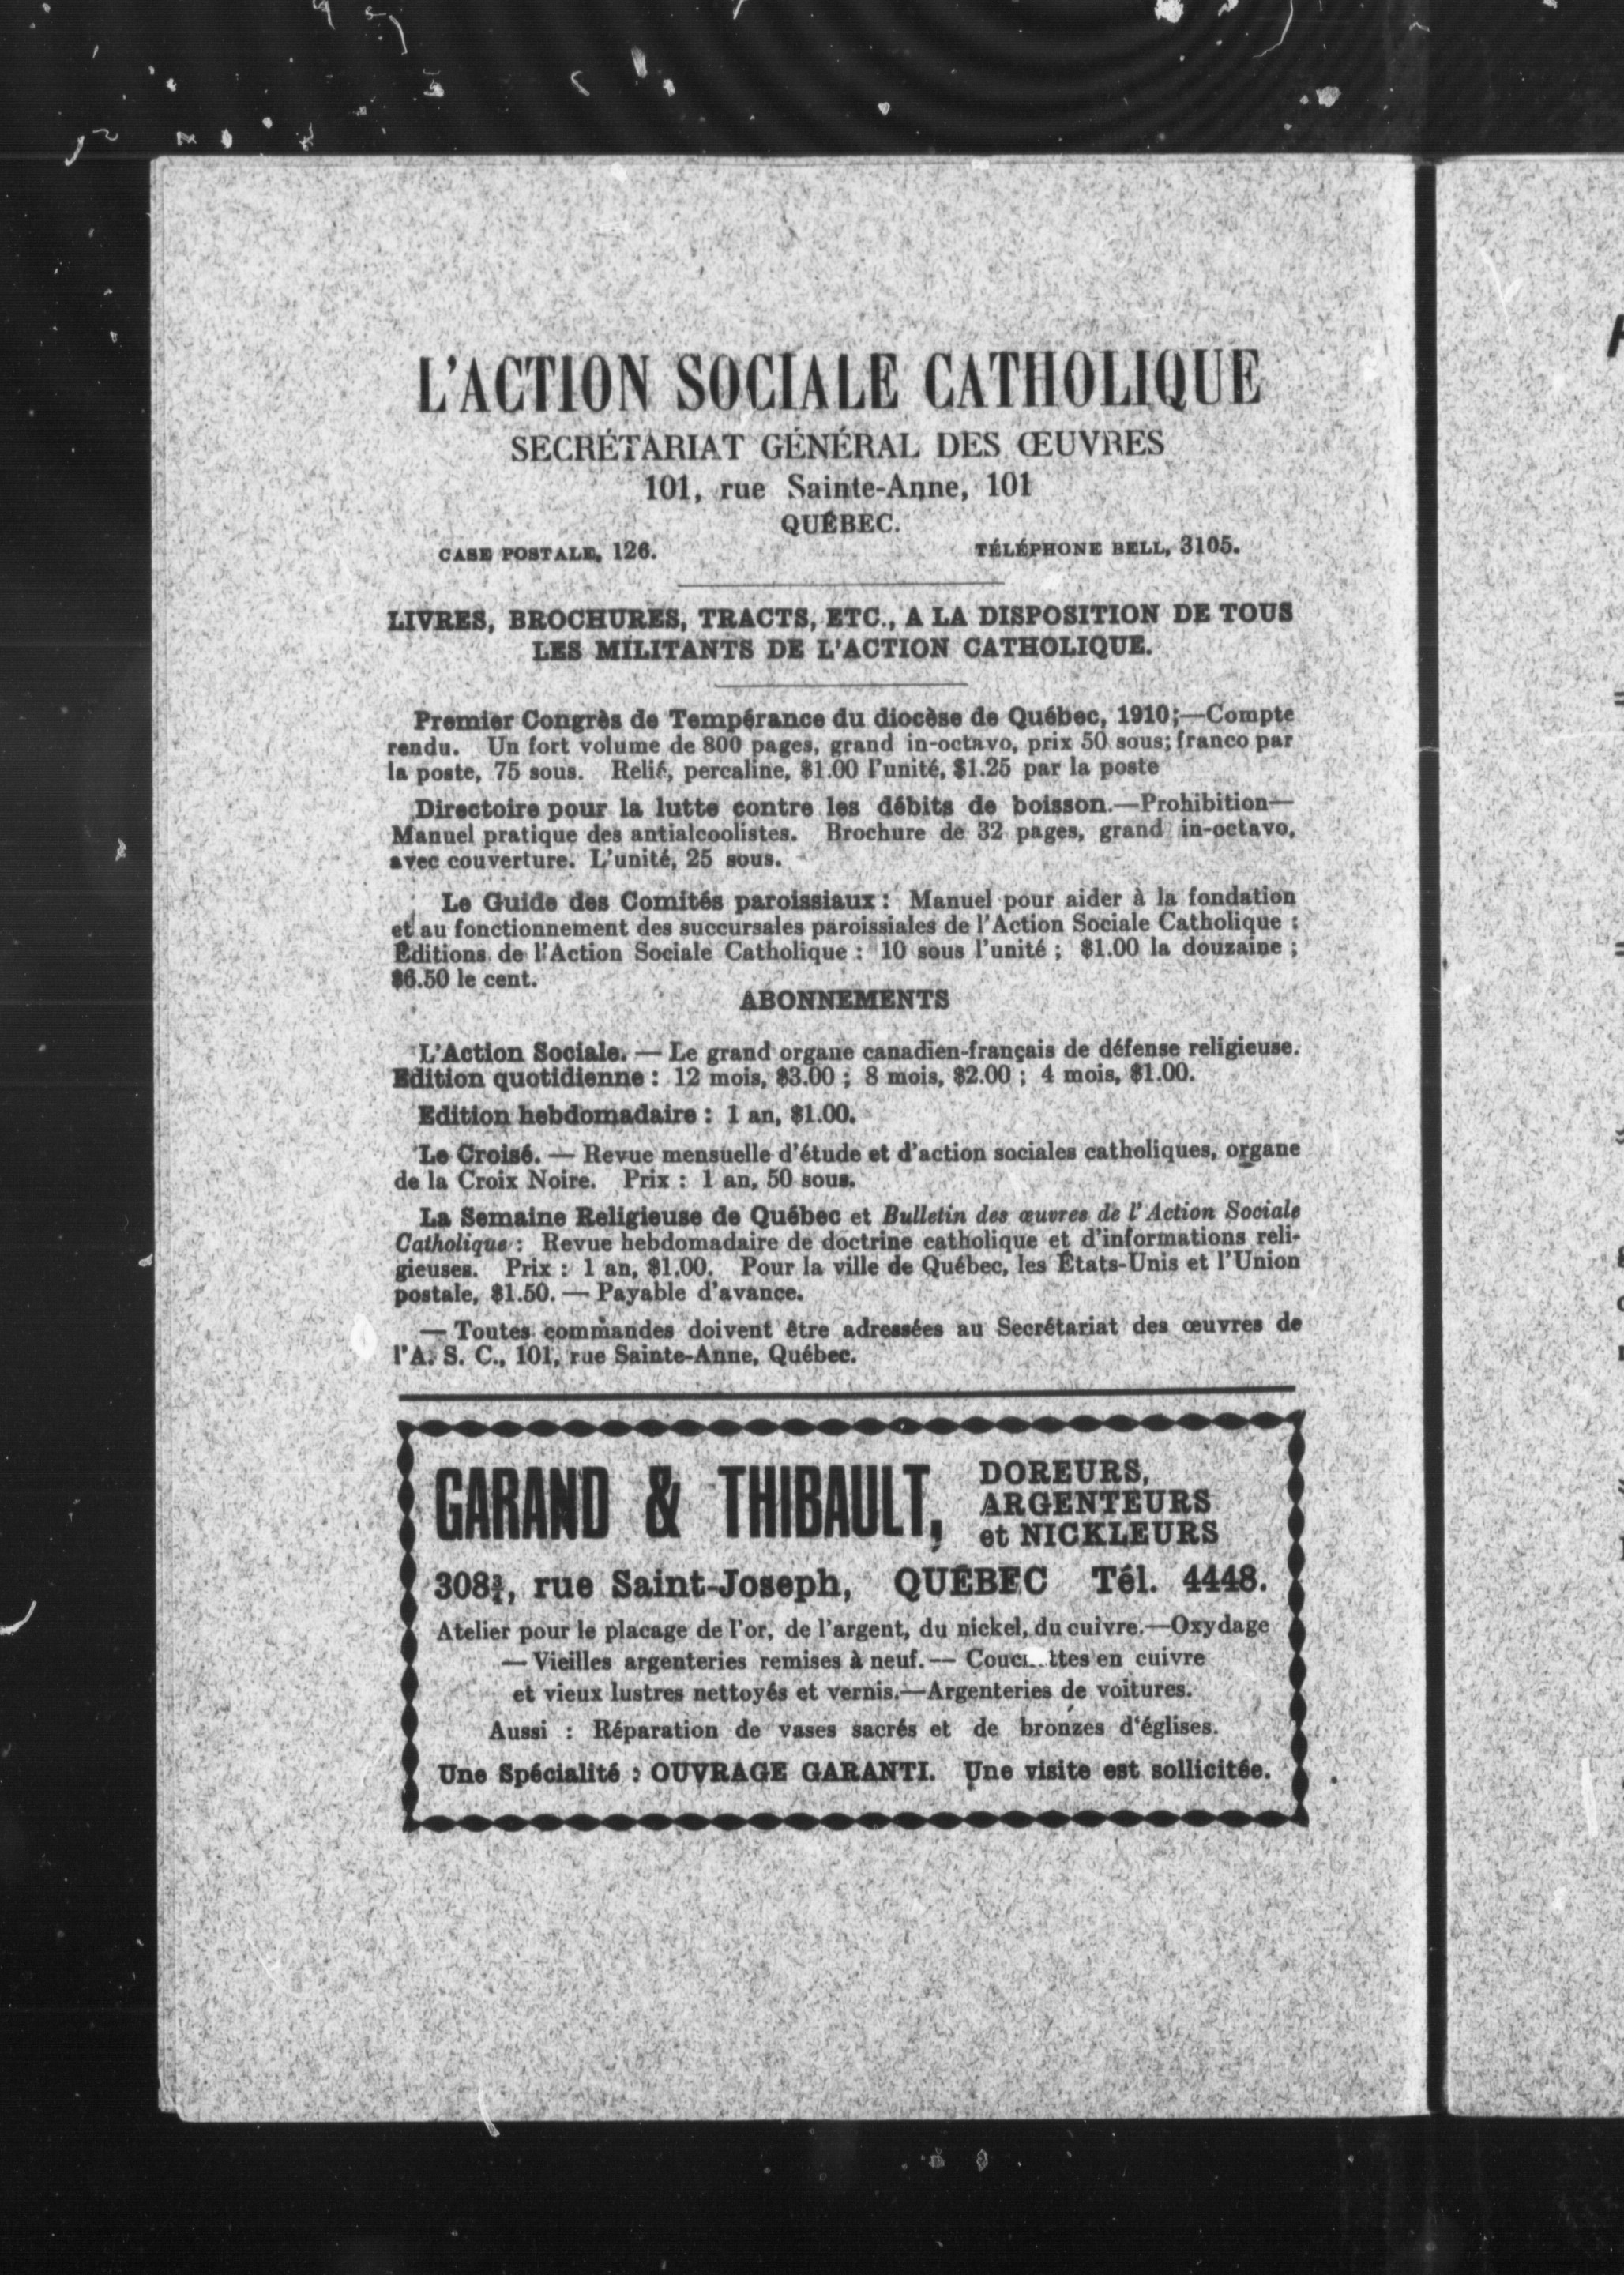 L'ACTION SOCIALE CATHOLIQUE
SECRÉTARIAT GÉNÉRAL DES ŒUVRES
101, rue Sainte-Anne, 101
QUÉBEC.
CASE POSTALE, 126. TÉLÉPHONE BELL, 3105.
LIVRES, BROCHURES, TRACTS, ETC., A LA DISPOSITION DE TOUS
LES MILITANTS DE L'ACTION CATHOLIQUE.
Premier Congrès de Tempérance du diocèse de Québec, 1910;—Compte
rendu. Un fort volume de 800 pages, grand in-octavo, prix 50 sous; franco par
la poste, 75 sous. Relié, percaline, $1.00 l'unité, $1.25 par la poste
Directoire pour la lutte contre les débits de boisson.—Prohibition—
Manuel pratique des antialcoolistes. Brochure de 32 pages, grand in-octavo,
avec couverture. L'unité, 25 sous.
Le Guide des Comités paroissiaux : Manuel pour aider à la fondation
et au fonctionnement des succursales paroissiales de l'Action Sociale Catholique :
Éditions de l'Action Sociale Catholique : 10 sous l'unité ; $1.00 la douzaine ;
$6.50 le cent.
ABONNEMENTS
L'Action Sociale. — Le grand organe canadien-français de défense religieuse.
Edition quotidienne : 12 mois, $3.00 ; 8 mois, $2.00 ; 4 mois, $1.00.
Edition hebdomadaire : 1 an, $1.00.
Le Croisé. — Revue mensuelle d'étude et d'action sociales catholiques, organe
de la Croix Noire. Prix : 1 an, 50 sous.
La Semaine Religieuse de Québec et Bulletin des œuvres de l'Action Sociale
Catholique : Revue hebdomadaire de doctrine catholique et d'informations reli-
gieuses. Prix : 1 an, $1.00. Pour la ville de Québec, les États-Unis et l'Union
postale, $1.50. — Payable d'avance.
— Toutes commandes doivent être adressées au Secrétariat des œuvres de
l'A. S. C., 101, rue Sainte-Anne, Québec.
GARAND & THIBAULT, DOREURS,
ARGENTEURS
et NICKLEURS
308¾, rue Saint-Joseph, QUÉBEC Tél. 4448.
Atelier pour le placage de l'or, de l'argent, du nickel, du cuivre.—Oxydage
— Vieilles argenteries remises à neuf. — en cuivre
et vieux lustres nettoyés et vernis.—Argenteries de voitures.
Aussi : Réparation de vases sacrés et de bronzes d'églises.
Une Spécialité : OUVRAGE GARANTI. Une visite est sollicitée.